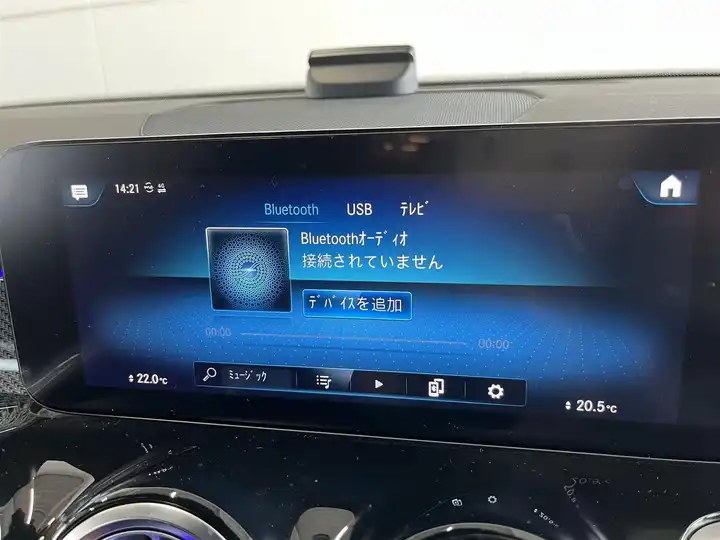 14:21 4G
Bluetooth USB ﾃﾚﾋﾞ
Bluetoothｵｰﾃﾞｨｵ
接続されていません
ﾃﾞﾊﾞｲｽを追加
00:00 00:00
ﾐｭｰｼﾞｯｸ
22.0°C
20.5°C